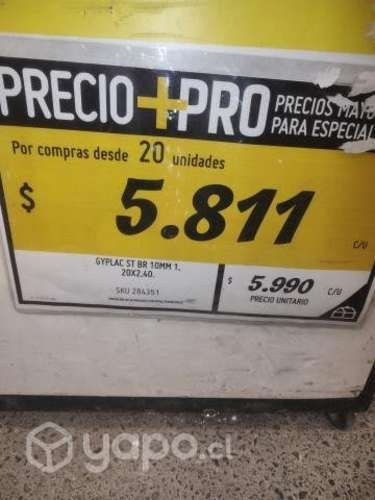 PRECIO+PRO PRECIOS MAYO
PARA ESPECIAL
Por compras desde 20 unidades
$ 5.811 C/U
GYPLAC ST BR 10MM 1.
20X2.40.
SKU 284351
$ 5.990 C/U
PRECIO UNITARIO
yapo.cl